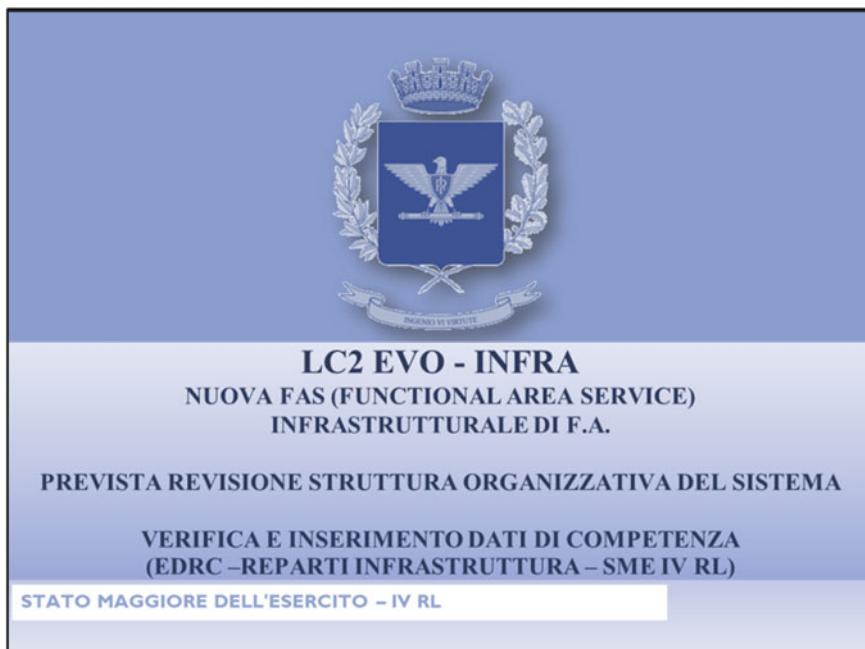 INGENIO VI VIRTUTE
LC2 EVO - INFRA
NUOVA FAS (FUNCTIONAL AREA SERVICE)
INFRASTRUTTURALE DI F.A.
PREVISTA REVISIONE STRUTTURA ORGANIZZATIVA DEL SISTEMA
VERIFICA E INSERIMENTO DATI DI COMPETENZA
(EDRC –REPARTI INFRASTRUTTURA – SME IV RL)
STATO MAGGIORE DELL'ESERCITO – IV RL